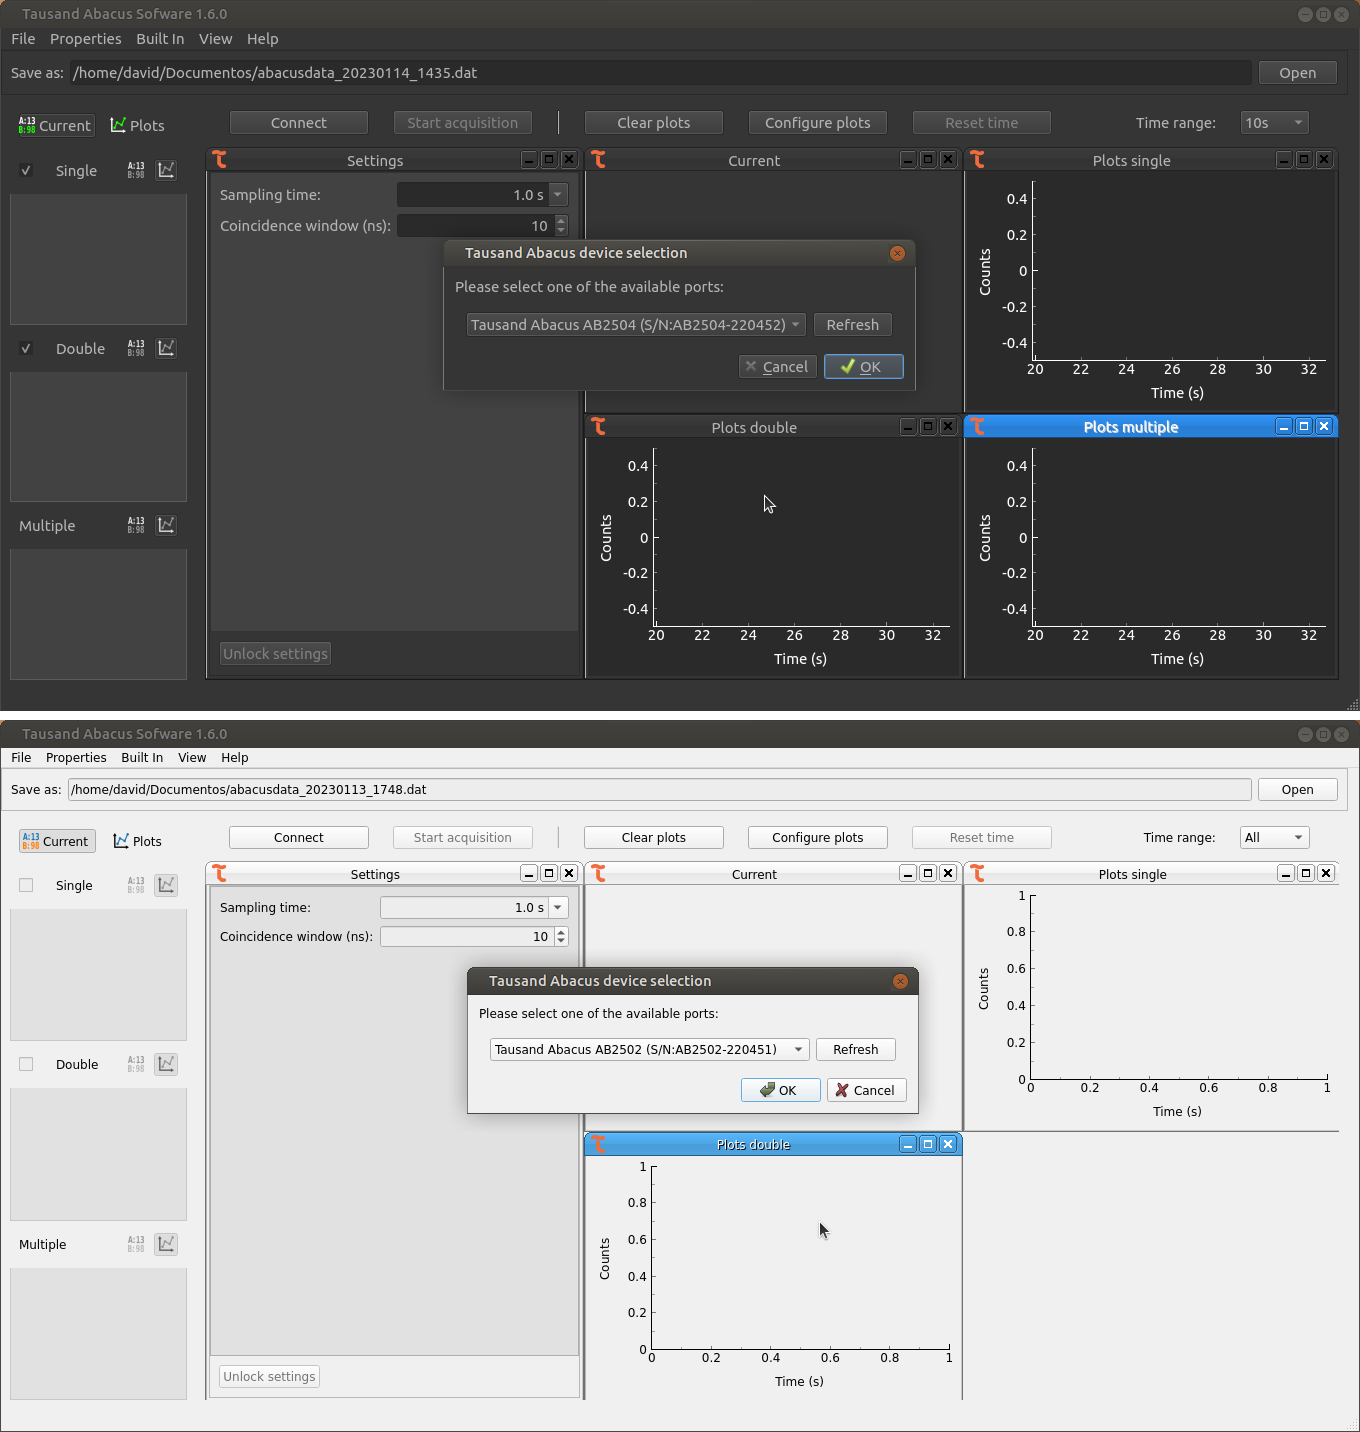 Tausand Abacus Sofware 1.6.0
File Properties Built In View Help
Save as: /home/david/Documentos/abacusdata_20230114_1435.dat Open
A:13 B:98 Current Plots Connect Start acquisition Clear plots Configure plots Reset time Time range: 10s
Single A:13 B:98
Settings
Sampling time: 1.0 s
Coincidence window (ns): 10
Current
Plots single
0.4
0.2
0
-0.2
-0.4
Counts
20 22 24 26 28 30 32
Time (s)
Tausand Abacus device selection
Please select one of the available ports:
Tausand Abacus AB2504 (S/N:AB2504-220452) Refresh
Cancel OK
Double A:13 B:98
Multiple A:13 B:98
Unlock settings
Plots double
0.4
0.2
0
-0.2
-0.4
Counts
20 22 24 26 28 30 32
Time (s)
Plots multiple
0.4
0.2
0
-0.2
-0.4
Counts
20 22 24 26 28 30 32
Time (s)
Tausand Abacus Sofware 1.6.0
File Properties Built In View Help
Save as: /home/david/Documentos/abacusdata_20230113_1748.dat Open
A:13 B:98 Current Plots Connect Start acquisition Clear plots Configure plots Reset time Time range: All
Single A:13 B:98
Settings
Sampling time: 1.0 s
Coincidence window (ns): 10
Current
Plots single
1
0.8
0.6
0.4
0.2
0
Counts
0 0.2 0.4 0.6 0.8 1
Time (s)
Tausand Abacus device selection
Please select one of the available ports:
Tausand Abacus AB2502 (S/N:AB2502-220451) Refresh
OK Cancel
Double A:13 B:98
Multiple A:13 B:98
Unlock settings
Plots double
1
0.8
0.6
0.4
0.2
0
Counts
0 0.2 0.4 0.6 0.8 1
Time (s)